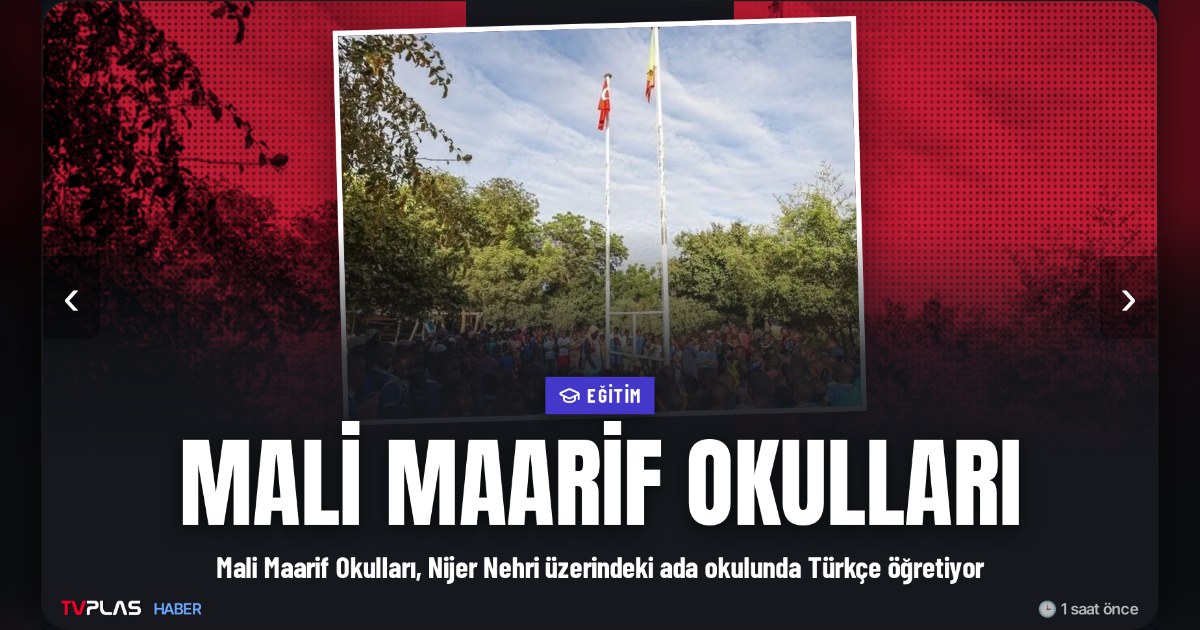 EĞİTİM
MALİ MAARİF OKULLARI
Mali Maarif Okulları, Nijer Nehri üzerindeki ada okulunda Türkçe öğretiyor
TVPLAS HABER
1 saat önce